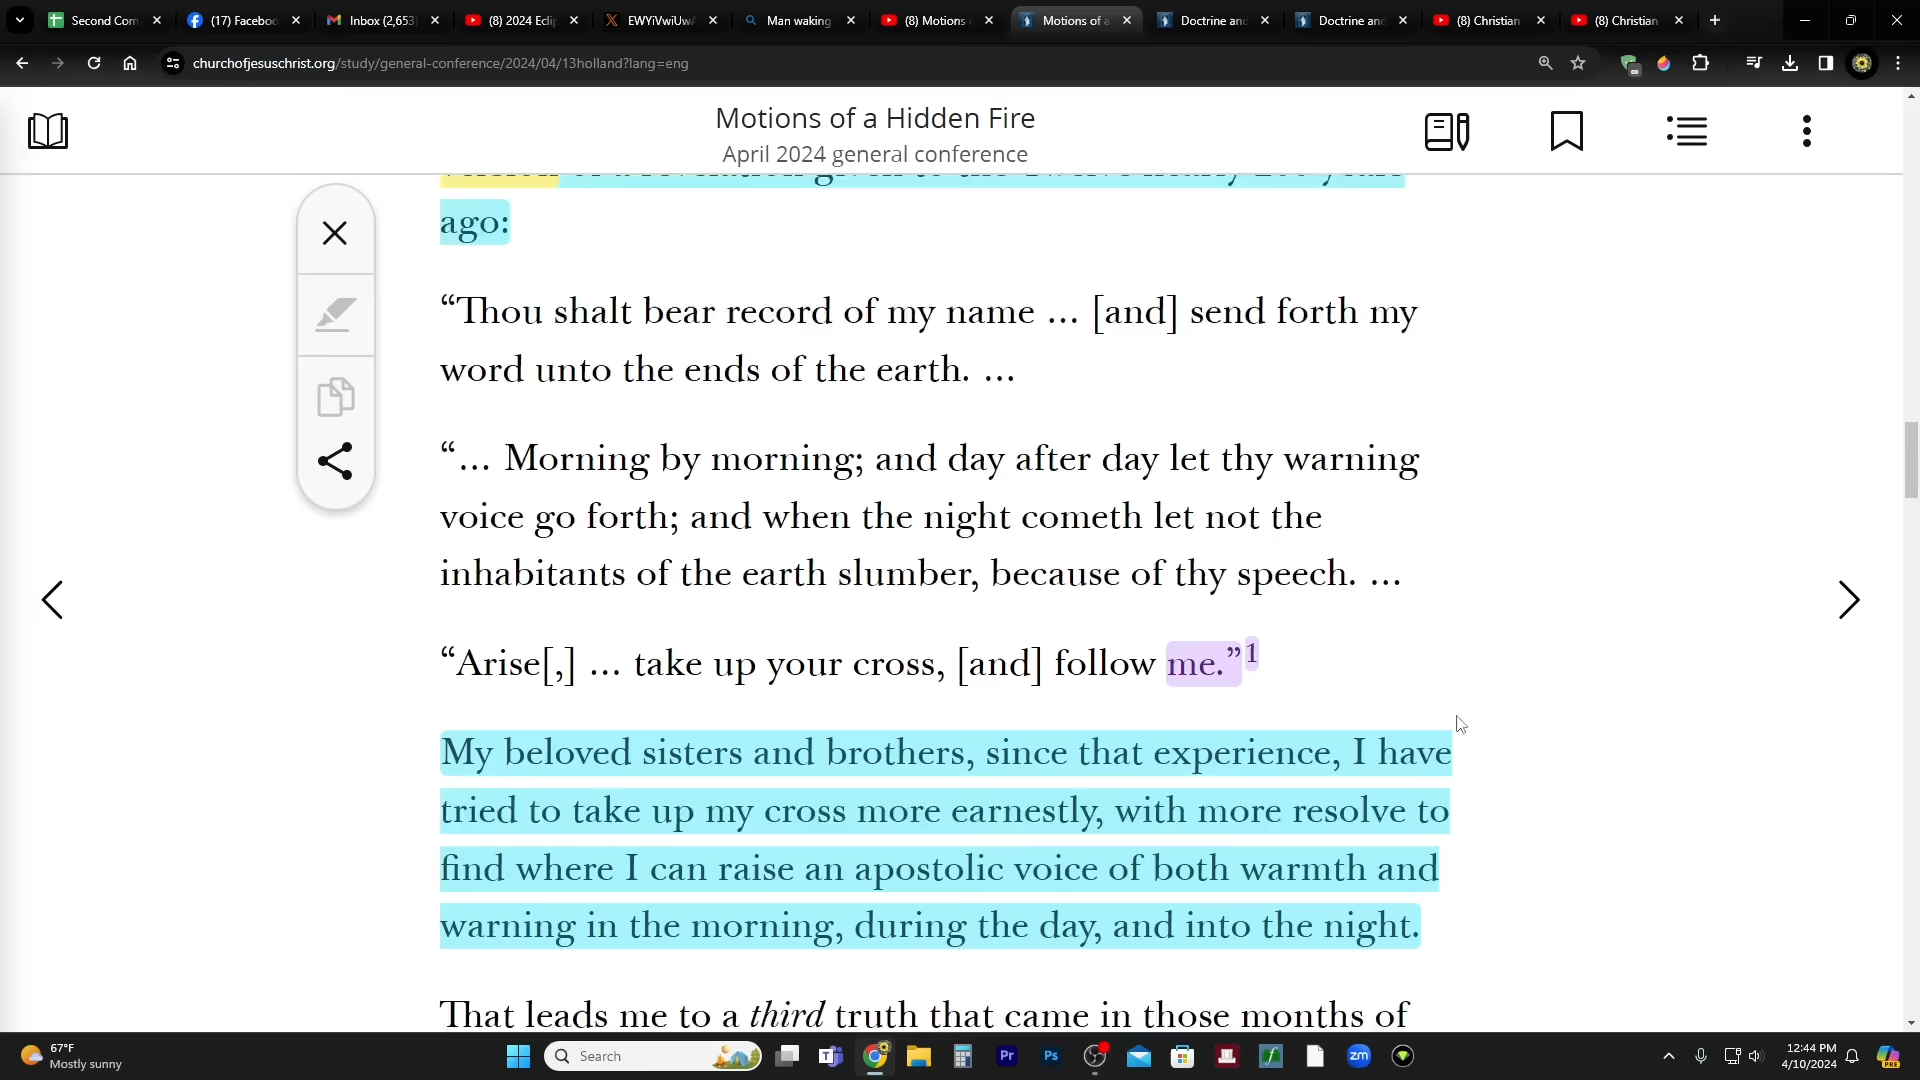 Second Com
(17) Faceboo
Inbox (2,653)
(8) 2024 Ecli
EWYiVwiUwA
Man waking
(8) Motions
Motions of a
Doctrine and
Doctrine and
(8) Christian
(8) Christian
churchofjesuschrist.org/study/general-conference/2024/04/13holland?lang=eng
Motions of a Hidden Fire
April 2024 general conference
ago:
“Thou shalt bear record of my name … [and] send forth my
word unto the ends of the earth. …
“… Morning by morning; and day after day let thy warning
voice go forth; and when the night cometh let not the
inhabitants of the earth slumber, because of thy speech. …
“Arise[,] … take up your cross, [and] follow me.”1
My beloved sisters and brothers, since that experience, I have
tried to take up my cross more earnestly, with more resolve to
find where I can raise an apostolic voice of both warmth and
warning in the morning, during the day, and into the night.
That leads me to a third truth that came in those months of
67°F
Mostly sunny
Search
Pr
Ps
zm
12:44 PM
4/10/2024